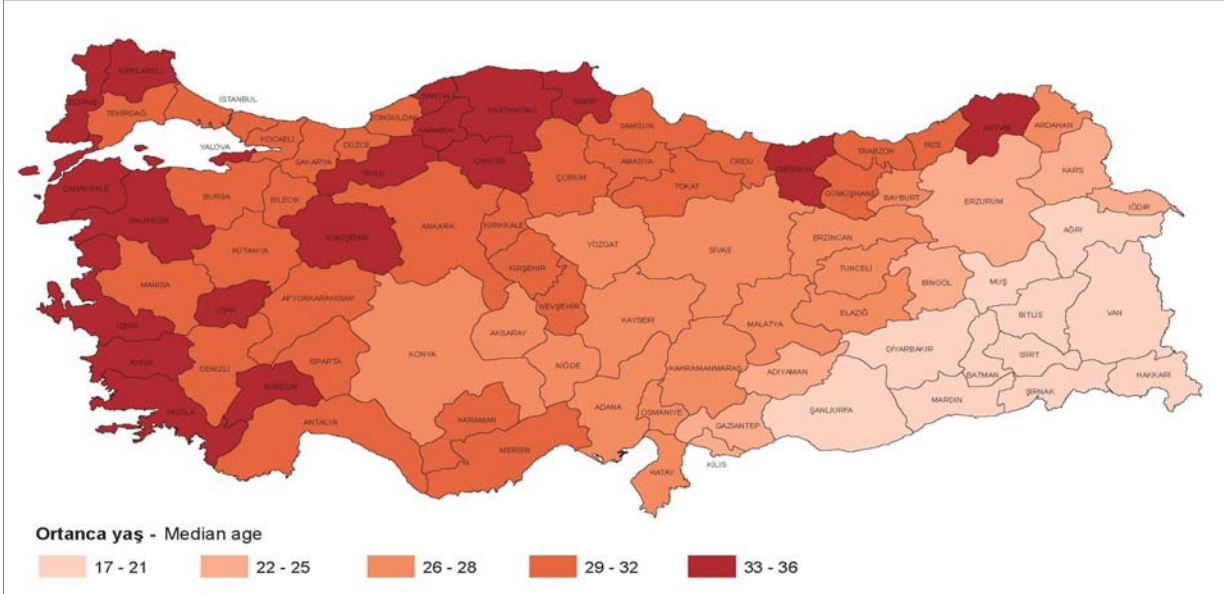 KIRKLARELİ
EDİRNE
TEKİRDAĞ
İSTANBUL
KOCAELİ
YALOVA
SAKARYA
DÜZCE
ZONGULDAK
BARTIN
KARABÜK
KASTAMONU
SİNOP
SAMSUN
ÇANKIRI
BOLU
ÇORUM
AMASYA
TOKAT
ORDU
GİRESUN
TRABZON
RİZE
ARTVİN
ARDAHAN
GÜMÜŞHANE
BAYBURT
KARS
ERZURUM
IĞDIR
AĞRI
ÇANAKKALE
BALIKESİR
BURSA
BİLECİK
ESKİŞEHİR
ANKARA
KIRIKKALE
YOZGAT
SİVAS
ERZİNCAN
TUNCELİ
BİNGÖL
MUŞ
KÜTAHYA
KIRŞEHİR
MANİSA
UŞAK
AFYONKARAHİSAR
NEVŞEHİR
KAYSERİ
MALATYA
ELAZIĞ
BİTLİS
VAN
İZMİR
AYDIN
DENİZLİ
ISPARTA
BURDUR
KONYA
AKSARAY
NİĞDE
KAHRAMANMARAŞ
ADIYAMAN
DİYARBAKIR
BATMAN
SİİRT
ŞIRNAK
HAKKARİ
MARDİN
ŞANLIURFA
MUĞLA
ANTALYA
KARAMAN
MERSİN
ADANA
OSMANİYE
GAZİANTEP
KİLİS
HATAY
Ortanca yaş - Median age
17 - 21
22 - 25
26 - 28
29 - 32
33 - 36